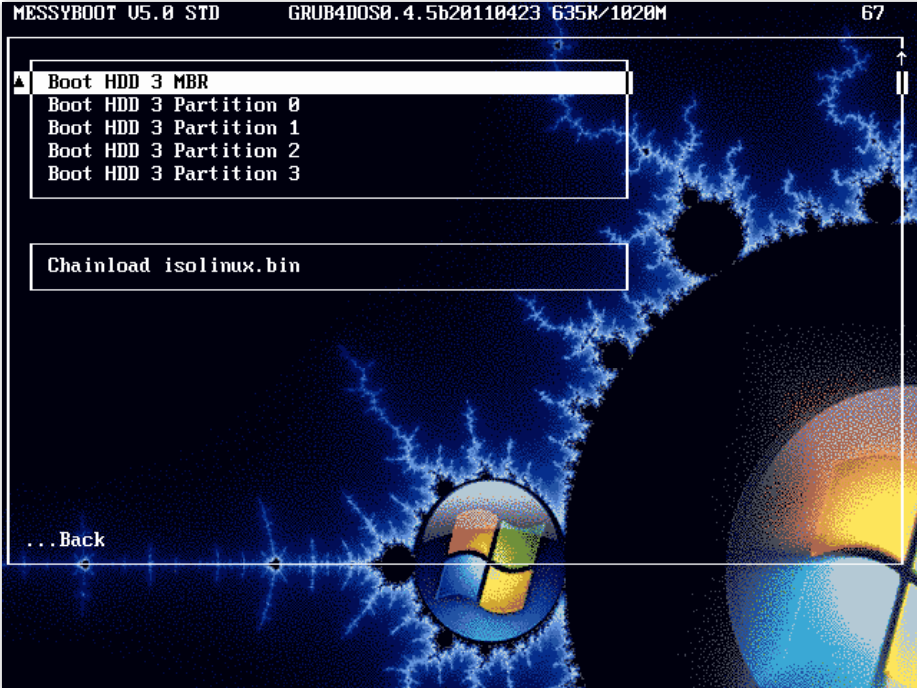 MESSYBOOT V5.0 STD GRUB4DOS0.4.5b20110423 635K/1020M 67
Boot HDD 3 MBR
Boot HDD 3 Partition 0
Boot HDD 3 Partition 1
Boot HDD 3 Partition 2
Boot HDD 3 Partition 3
Chainload isolinux.bin
...Back